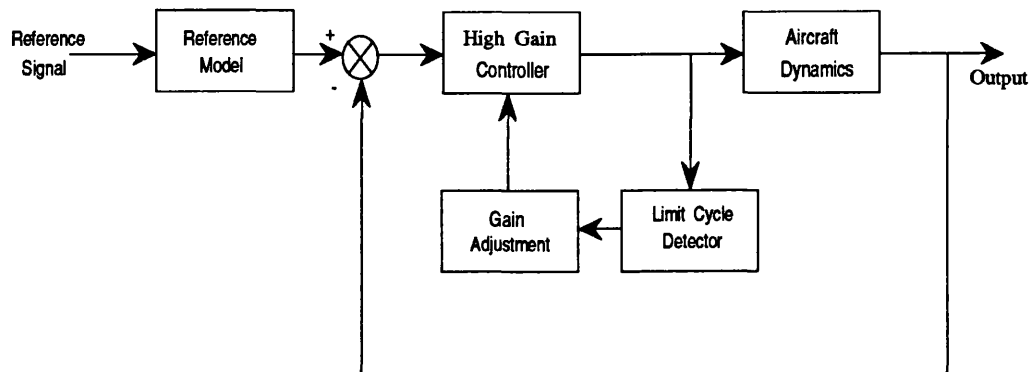 Reference
Signal
Reference
Model
+
-
High Gain
Controller
Aircraft
Dynamics
Output
Gain
Adjustment
Limit Cycle
Detector